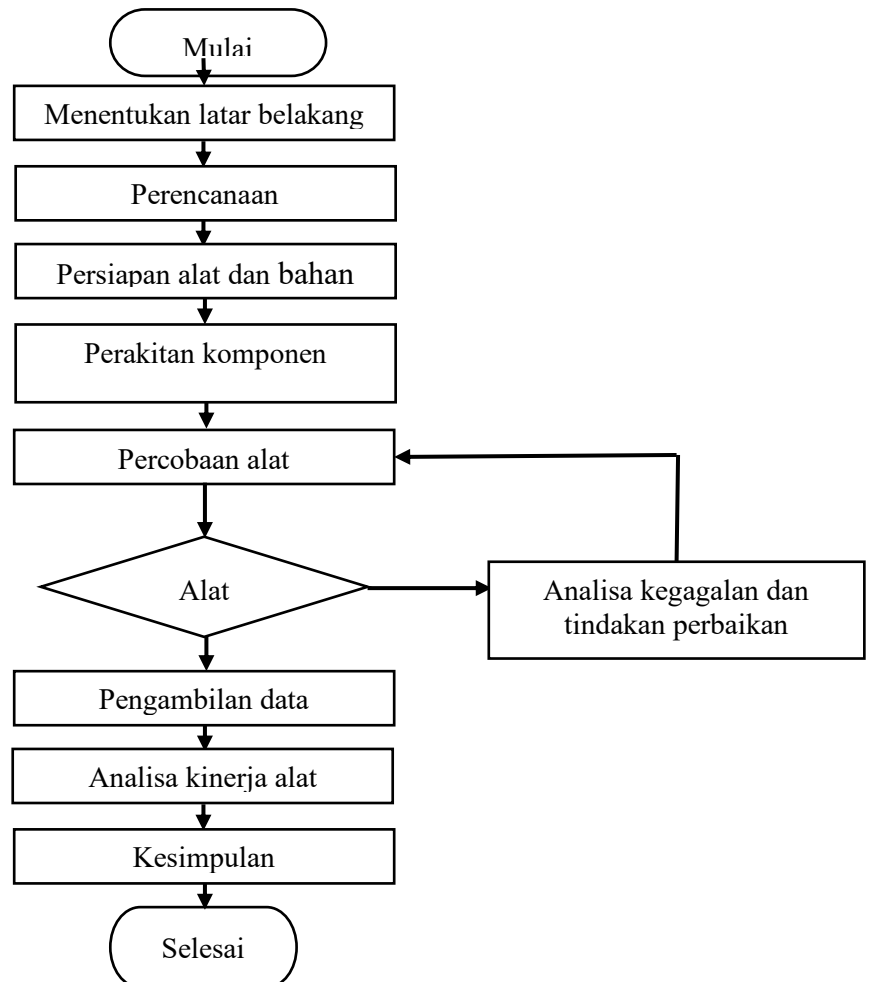 Mulai
Menentukan latar belakang
Perencanaan
Persiapan alat dan bahan
Perakitan komponen
Percobaan alat
Alat
Analisa kegagalan dan
tindakan perbaikan
Pengambilan data
Analisa kinerja alat
Kesimpulan
Selesai